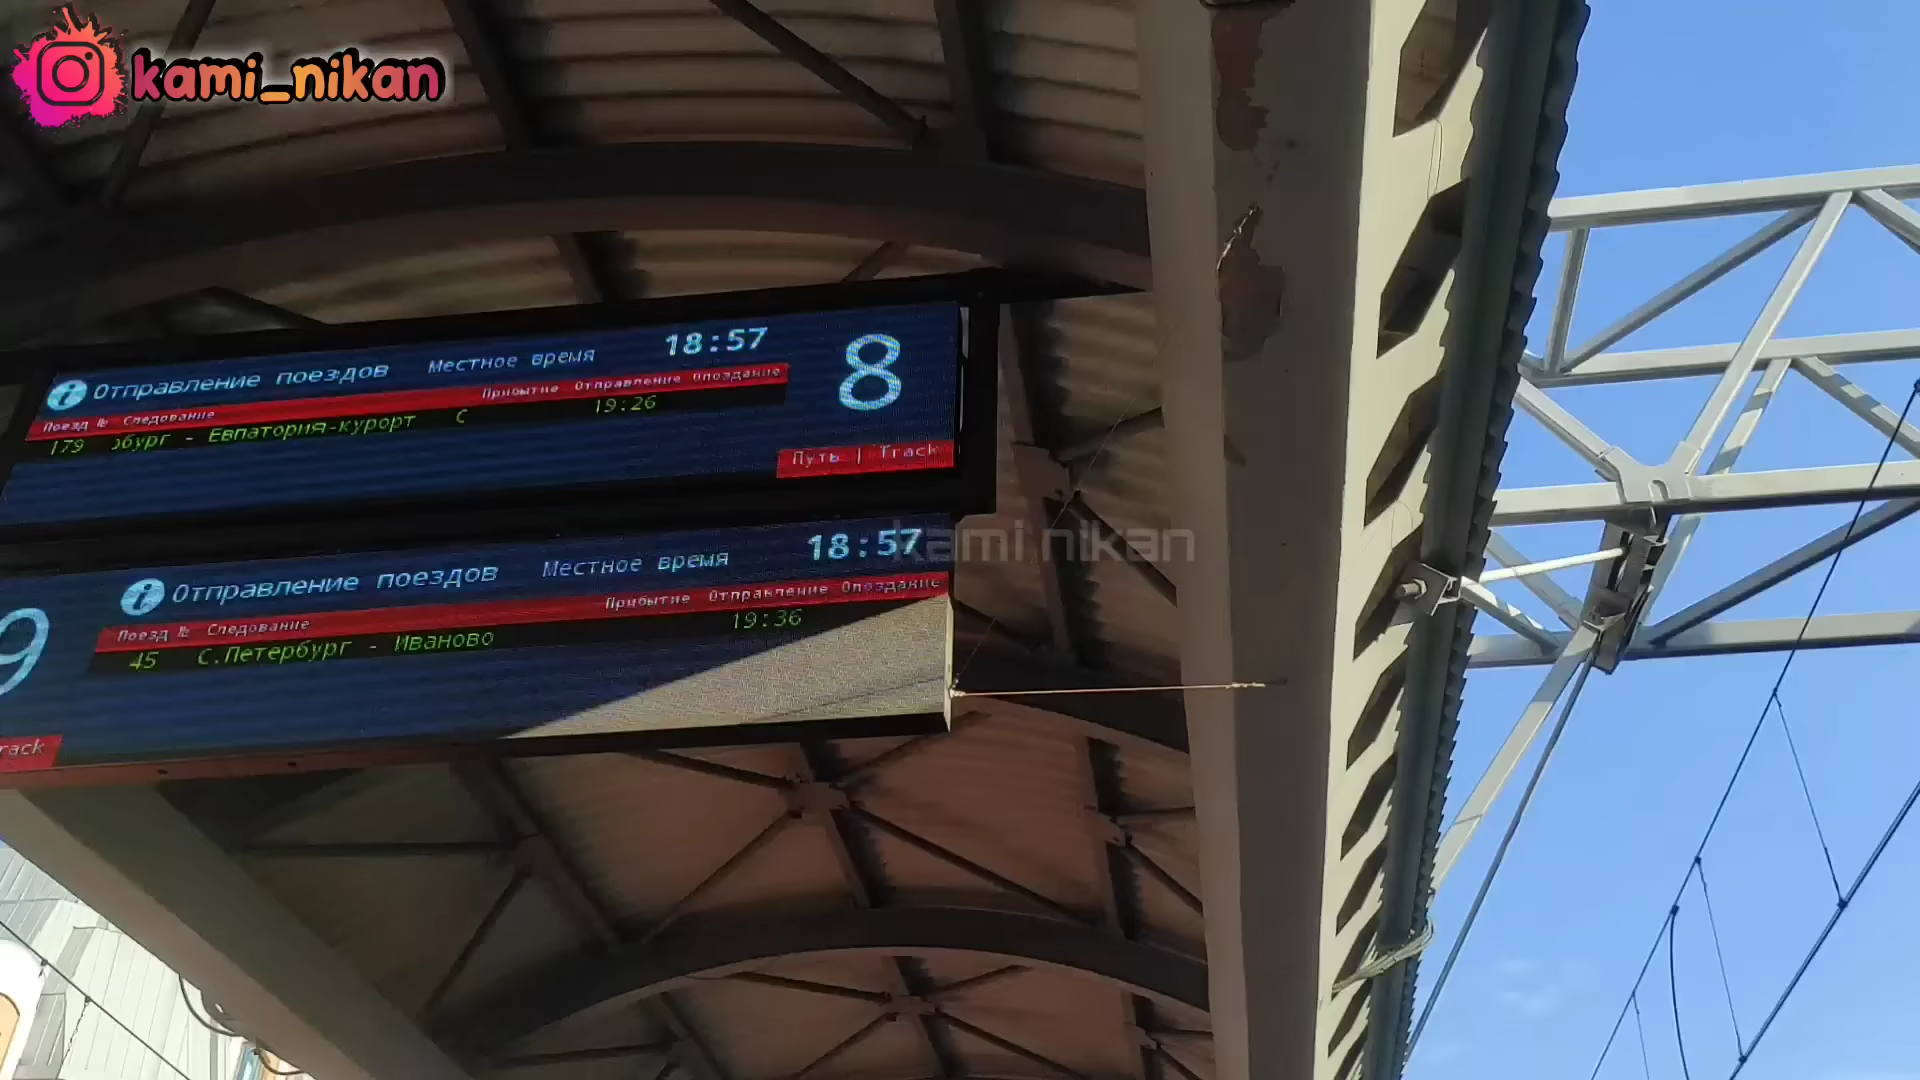 kami_nikan
Отправление поездов Местное время 18:57
8
Поезд № Следование Прибытие Отправление Опоздание
179 рбург - Евпатория-курорт С 19:26
Путь | Track
kami nikan
9
Отправление поездов Местное время 18:57
Поезд № Следование Прибытие Отправление Опоздание
45 С.Петербург - Иваново 19:36
rack